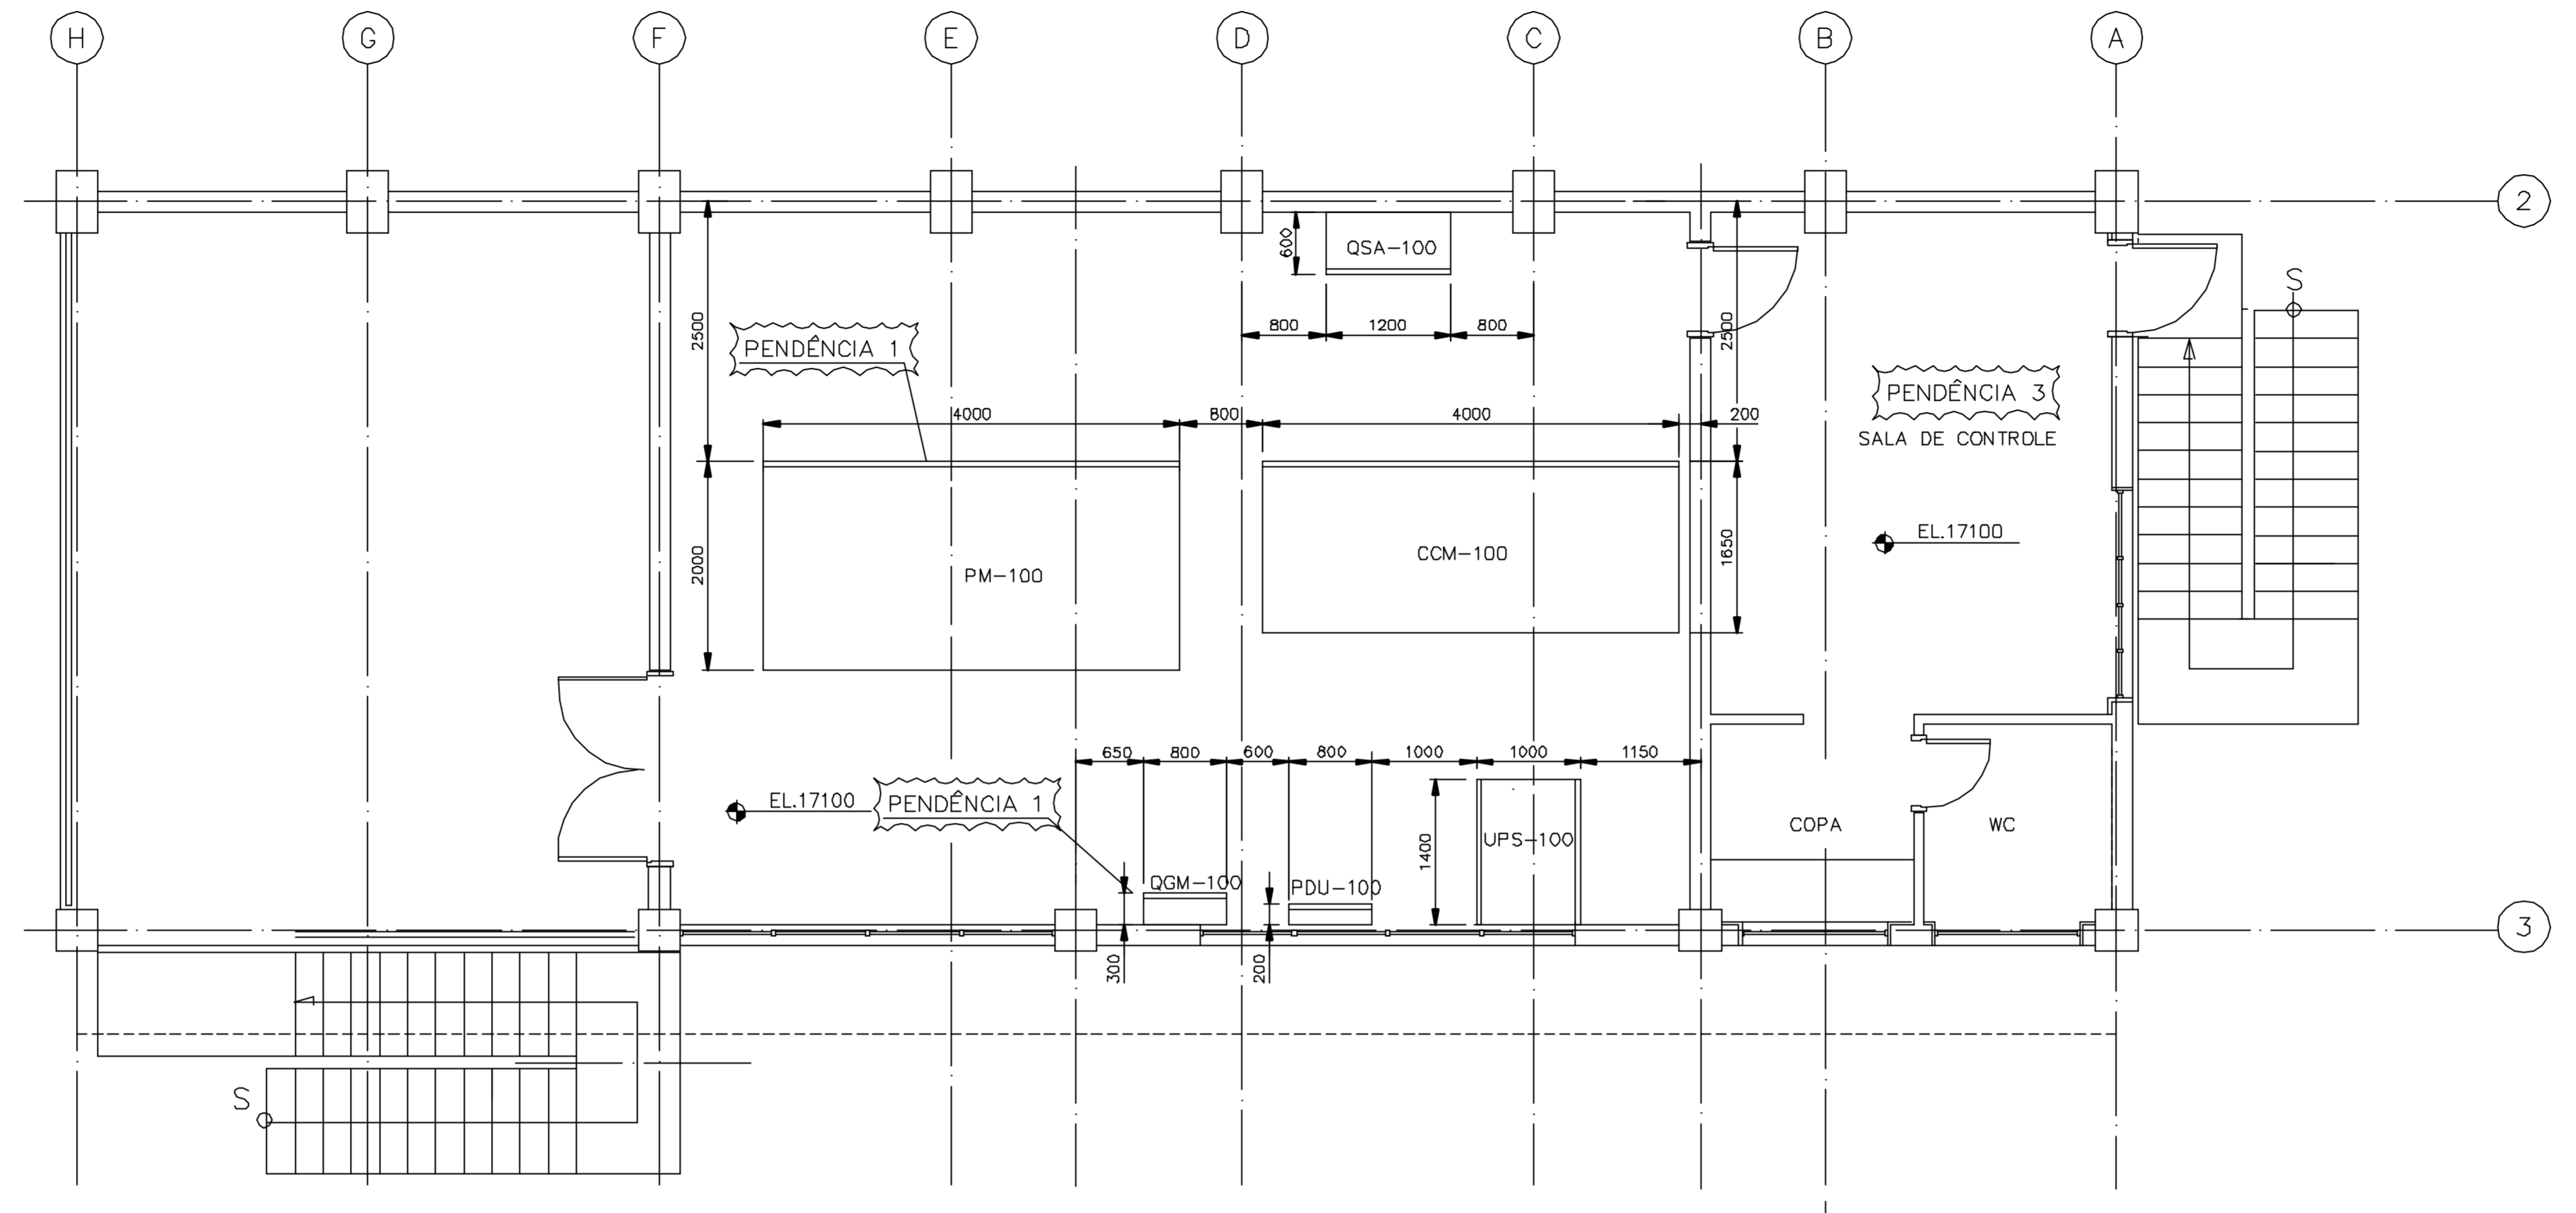 H G F E D C B A
2
600
QSA-100
S
800 1200 800
2500
2500
PENDÊNCIA 1
PENDÊNCIA 3
4000 800 4000 200
SALA DE CONTROLE
EL.17100
2000
PM-100
CCM-100
1650
650 800 600 800 1000 1000 1150
EL.17100
PENDÊNCIA 1
COPA
WC
1400
UPS-100
QGM-100
PDU-100
3
300
200
S